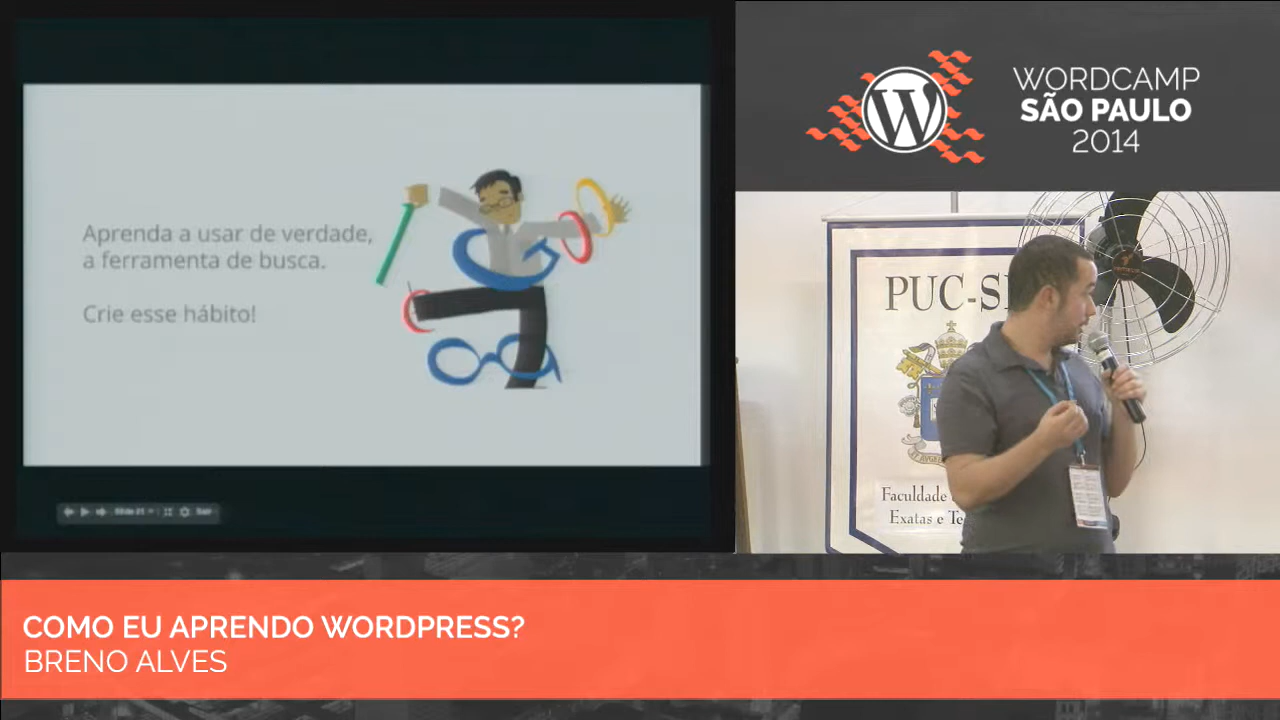 Aprenda a usar de verdade,
a ferramenta de busca.
Crie esse hábito!
WORDCAMP
SÃO PAULO
2014
PUC-S
Faculdade
Exatas e Te
COMO EU APRENDO WORDPRESS?
BRENO ALVES